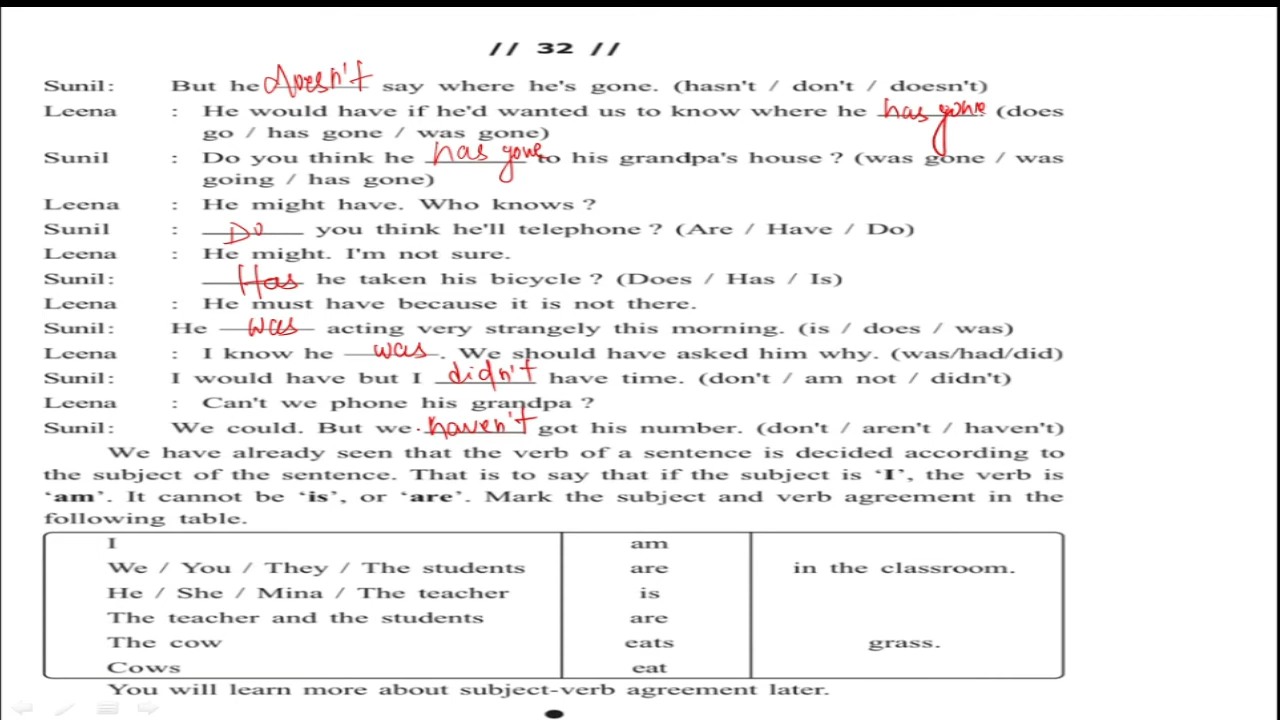 // 32 //
Sunil: But he doesn't say where he's gone. (hasn't / don't / doesn't)
Leena : He would have if he'd wanted us to know where he has gone (does
go / has gone / was gone)
Sunil : Do you think he has gone to his grandpa's house ? (was gone / was
going / has gone)
Leena : He might have. Who knows ?
Sunil : Do you think he'll telephone ? (Are / Have / Do)
Leena : He might. I'm not sure.
Sunil: Has he taken his bicycle ? (Does / Has / Is)
Leena : He must have because it is not there.
Sunil: He was acting very strangely this morning. (is / does / was)
Leena : I know he was. We should have asked him why. (was/had/did)
Sunil: I would have but I didn't have time. (don't / am not / didn't)
Leena : Can't we phone his grandpa ?
Sunil: We could. But we haven't got his number. (don't / aren't / haven't)
We have already seen that the verb of a sentence is decided according to
the subject of the sentence. That is to say that if the subject is ‘I’, the verb is
‘am’. It cannot be ‘is’, or ‘are’. Mark the subject and verb agreement in the
following table.
I am
We / You / They / The students are in the classroom.
He / She / Mina / The teacher is
The teacher and the students are
The cow eats grass.
Cows eat
You will learn more about subject-verb agreement later.